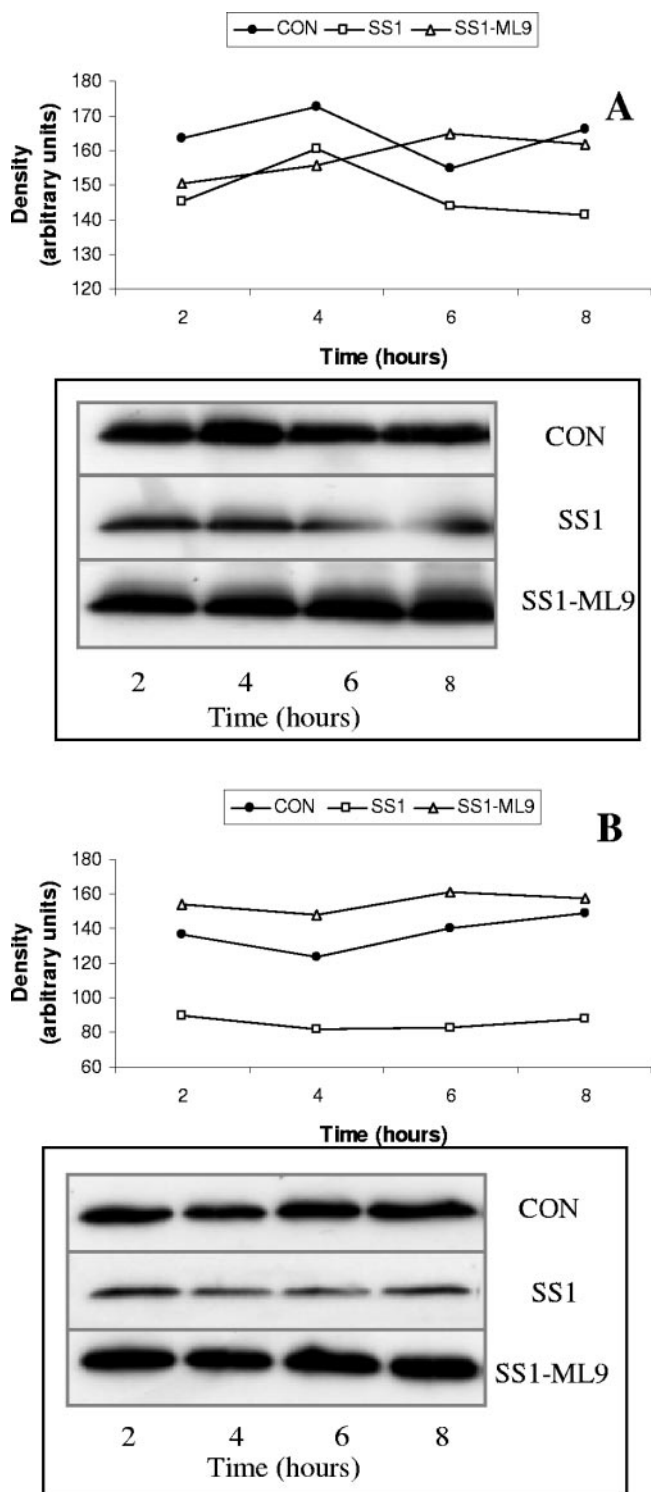 CON SS1 SS1-ML9
A
Density
(arbitrary units)
180
170
160
150
140
130
120
2 4 6 8
Time (hours)
CON
SS1
SS1-ML9
2 4 6 8
Time (hours)
CON SS1 SS1-ML9
B
Density
(arbitrary units)
180
160
140
120
100
80
60
2 4 6 8
Time (hours)
CON
SS1
SS1-ML9
2 4 6 8
Time (hours)